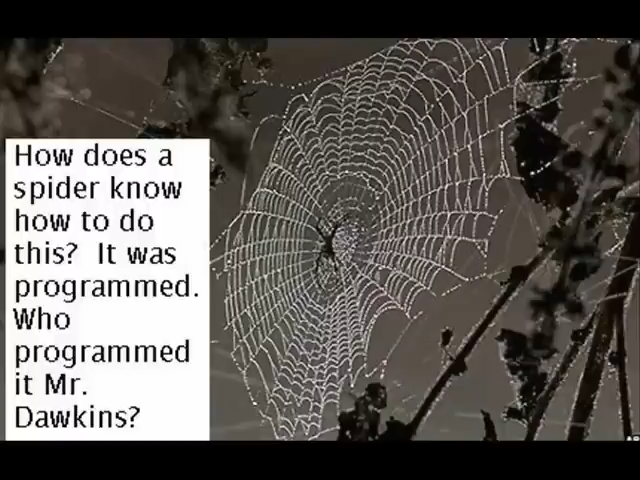 How does a
spider know
how to do
this? It was
programmed.
Who
programmed
it Mr.
Dawkins?